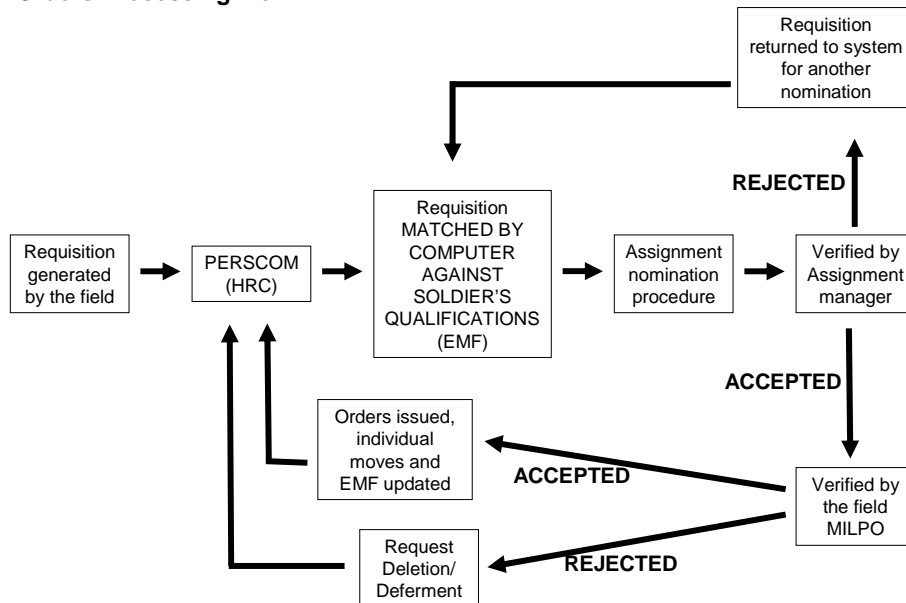 Requisition
returned to system
for another
nomination
REJECTED
Requisition
generated
by the field
PERSCOM
(HRC)
Requisition
MATCHED BY
COMPUTER
AGAINST
SOLDIER'S
QUALIFICATIONS
(EMF)
Assignment
nomination
procedure
Verified by
Assignment
manager
ACCEPTED
Orders issued,
individual
moves and
EMF updated
ACCEPTED
Verified by
the field
MILPO
Request
Deletion/
Deferment
REJECTED